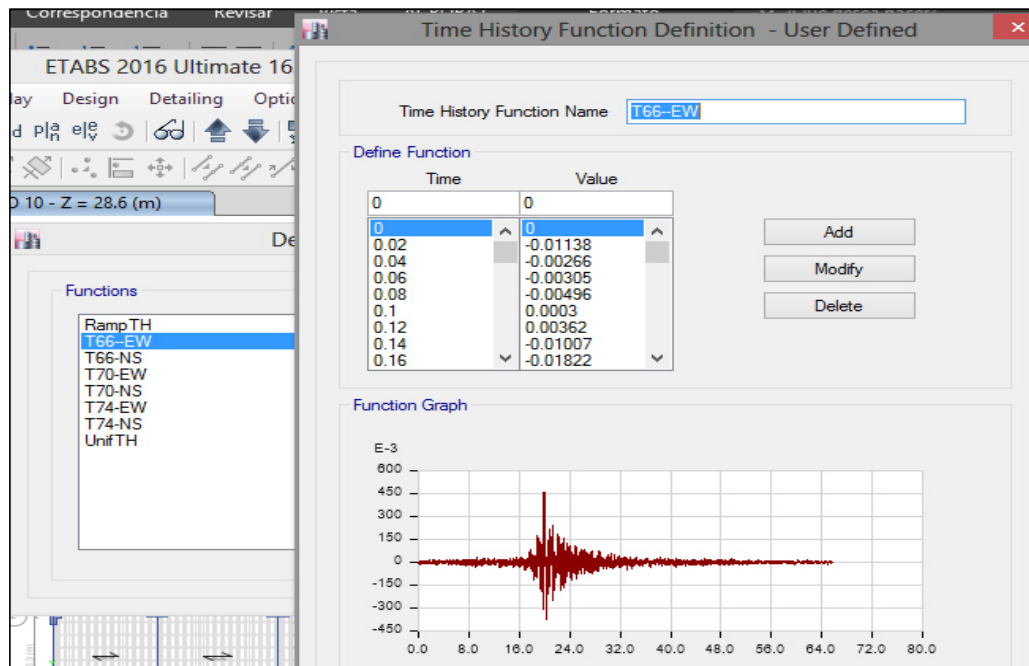 Correspondencia Revisar Vista Formato
Time History Function Definition - User Defined
ETABS 2016 Ultimate 16
lay Design Detailing Optio
Time History Function Name T66--EW
Define Function
Time Value
0 0
0 0
0.02 -0.01138
0.04 -0.00266
0.06 -0.00305
0.08 -0.00496
0.1 0.0003
0.12 0.00362
0.14 -0.01007
0.16 -0.01822
Add
Modify
Delete
O 10 - Z = 28.6 (m)
De
Functions
RampTH
T66--EW
T66-NS
T70-EW
T70-NS
T74-EW
T74-NS
UnifTH
Function Graph
E-3
600
450
300
150
0
-150
-300
-450
0.0 8.0 16.0 24.0 32.0 40.0 48.0 56.0 64.0 72.0 80.0